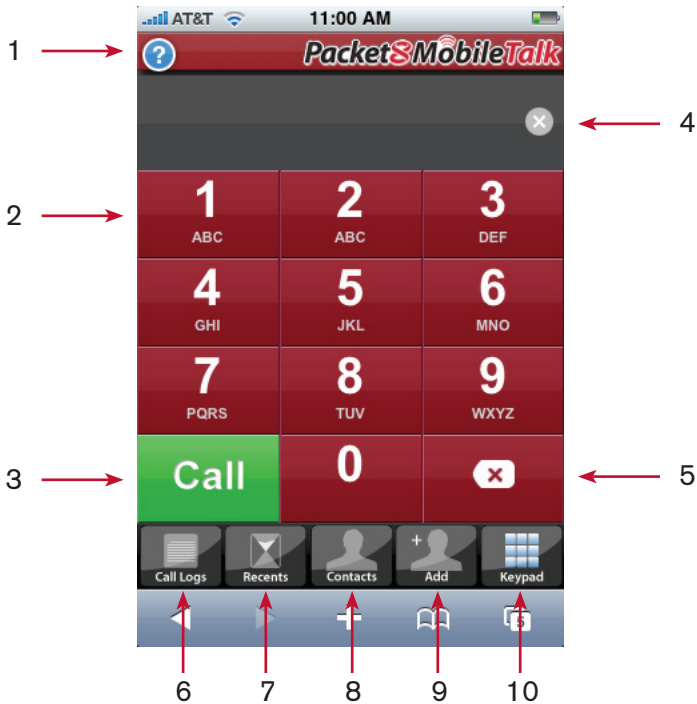 AT&T 11:00 AM
1 ? Packet8MobileTalk
4
2 1 2 3
ABC ABC DEF
4 5 6
GHI JKL MNO
7 8 9
PQRS TUV WXYZ
3 Call 0 5
+
Call Logs Recents Contacts Add Keypad
5
6 7 8 9 10